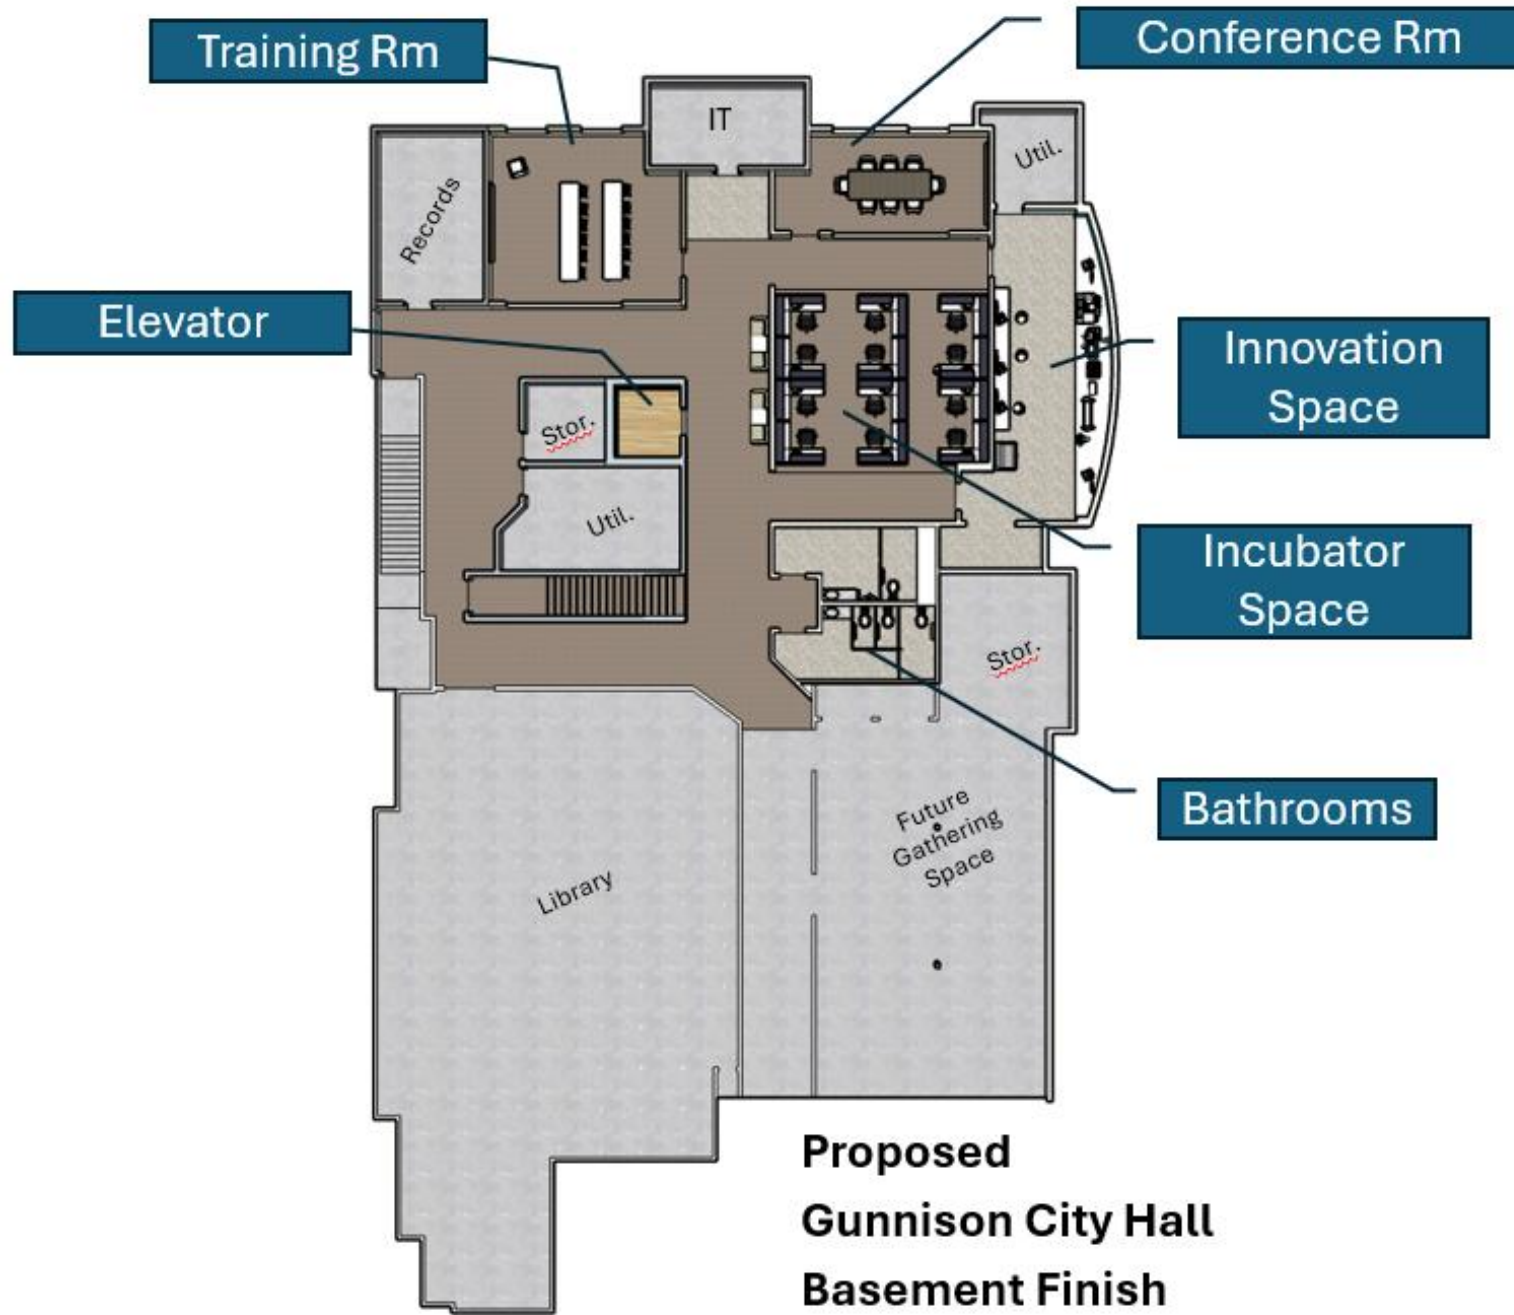 Training Rm
Conference Rm
IT
Util.
Records
Elevator
Innovation
Space
Stor.
Util.
Incubator
Space
Stor.
Bathrooms
Future
Gathering
Space
Library
Proposed
Gunnison City Hall
Basement Finish